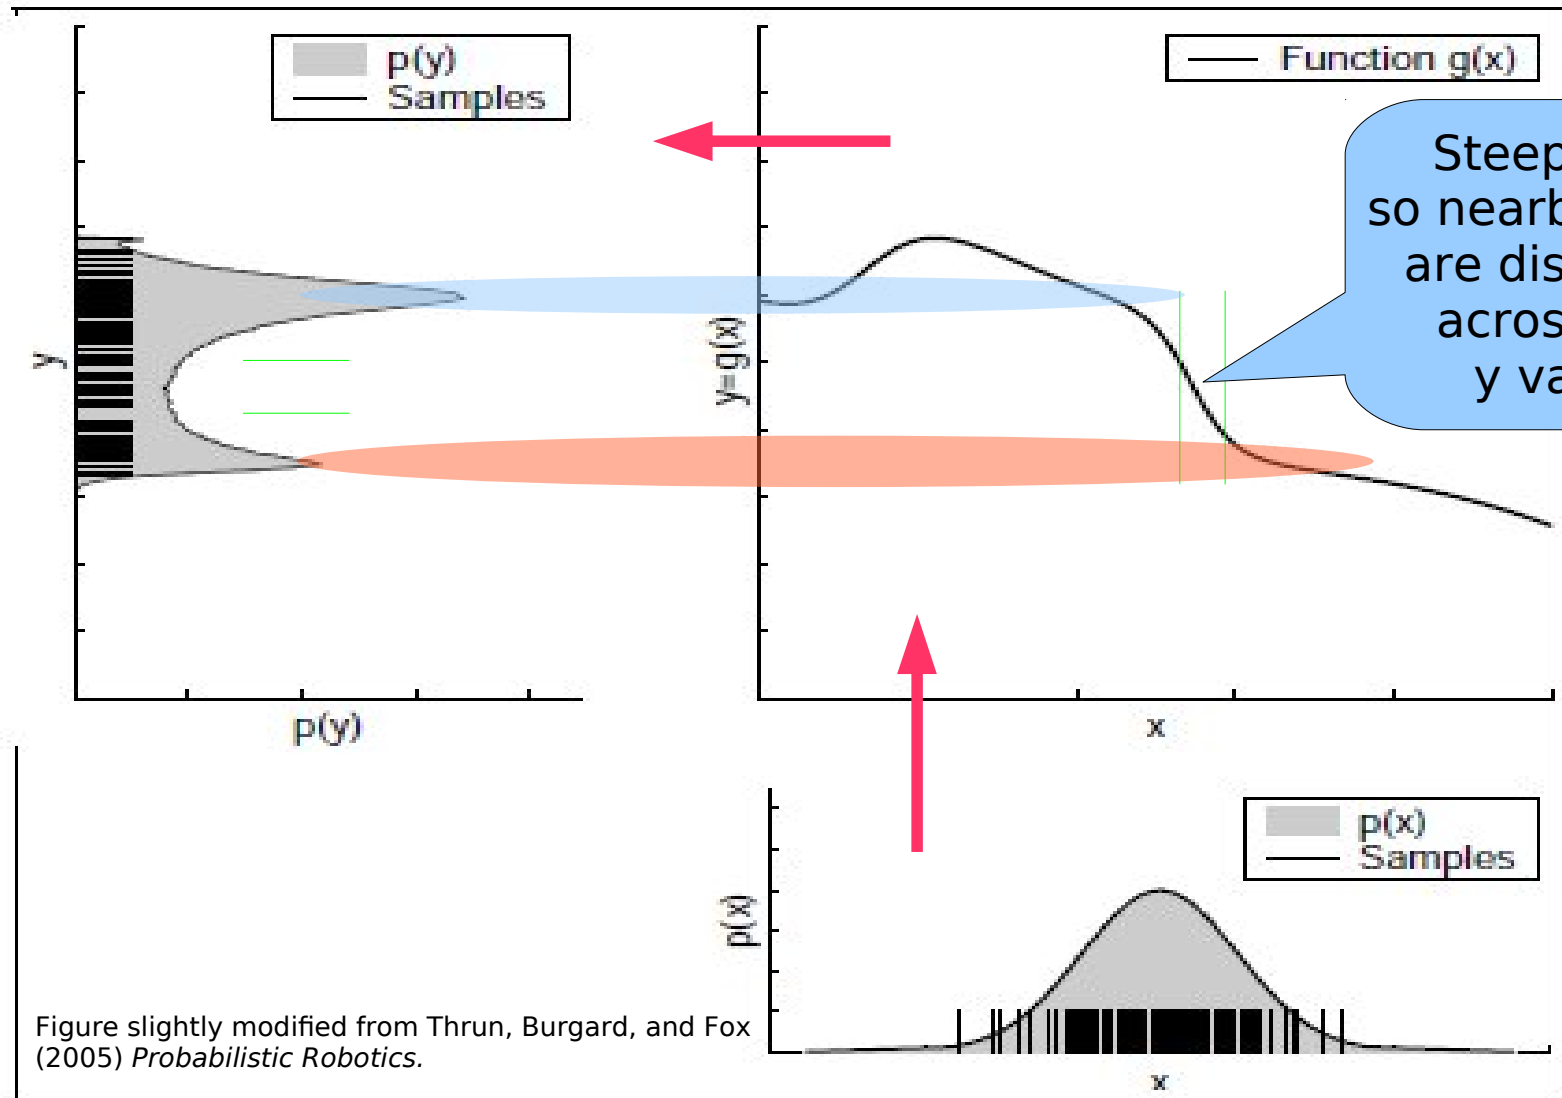 p(y)
Samples
Function g(x)
Steep
so nearb
are dis
acros
y va
y
y=g(x)
p(y)
x
p(x)
Samples
p(x)
x
Figure slightly modified from Thrun, Burgard, and Fox
(2005) Probabilistic Robotics.